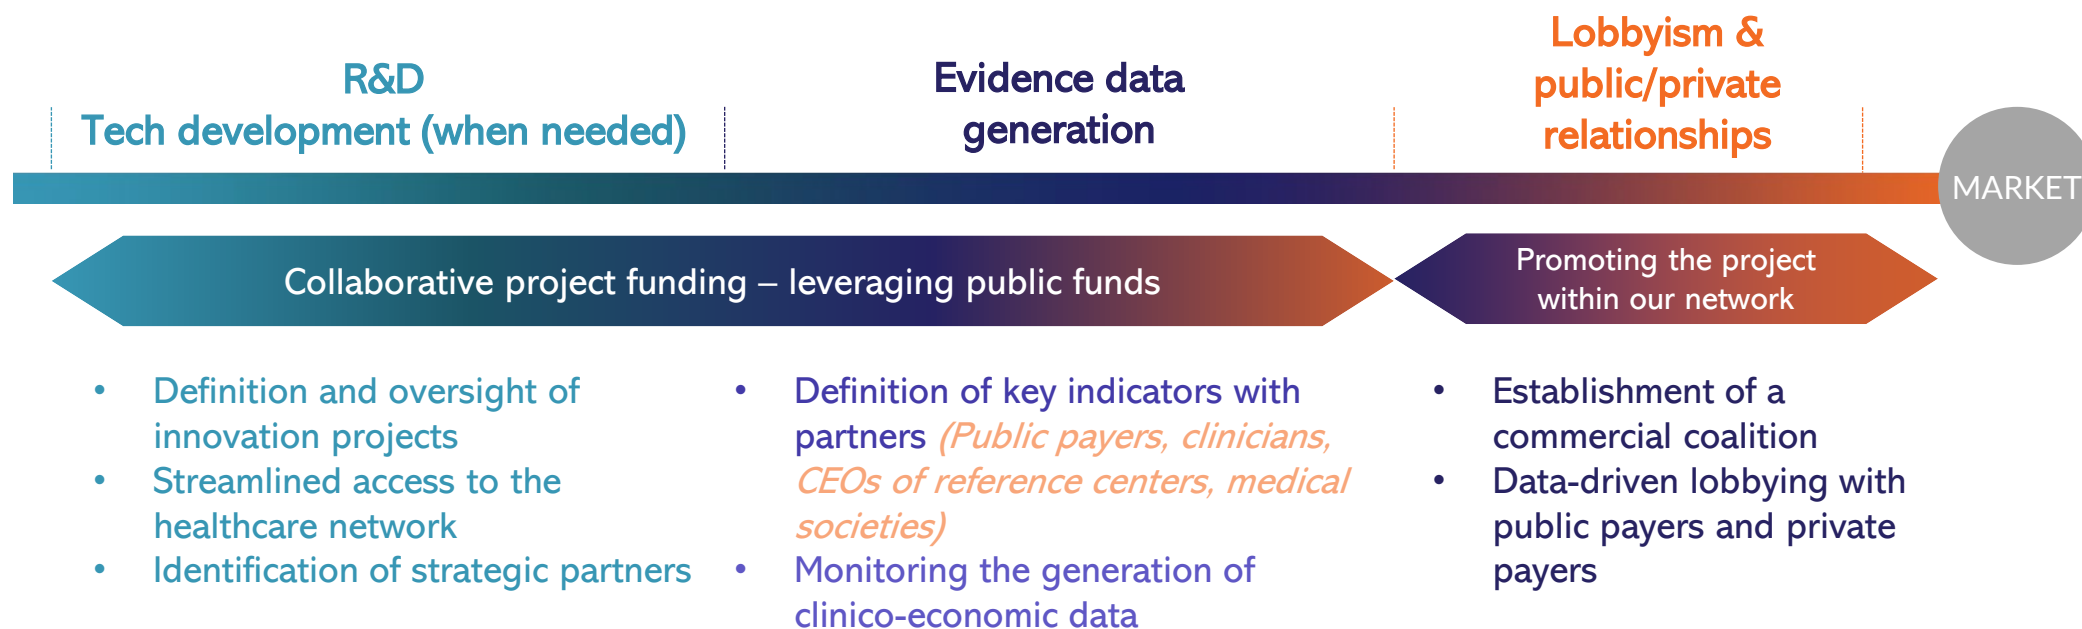 R&D
Tech development (when needed)
Evidence data
generation
Lobbyism &
public/private
relationships
MARKET
Collaborative project funding – leveraging public funds
Promoting the project
within our network
• Definition and oversight of
innovation projects
• Streamlined access to the
healthcare network
• Identification of strategic partners
• Definition of key indicators with
partners (Public payers, clinicians,
CEOs of reference centers, medical
societies)
• Monitoring the generation of
clinico-economic data
• Establishment of a
commercial coalition
• Data-driven lobbying with
public payers and private
payers